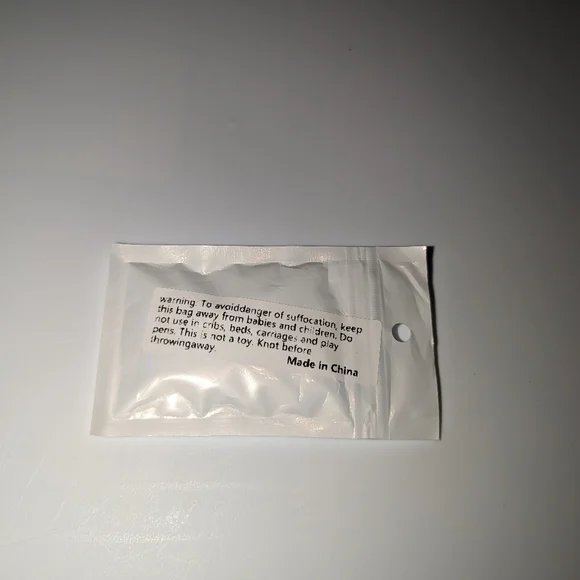 warning: To avoiddanger of suffocation, keep
this bag away from babies and children. Do
not use in cribs, beds, carriages and play
pens. This is not a toy. Knot before
throwingaway.
Made in China